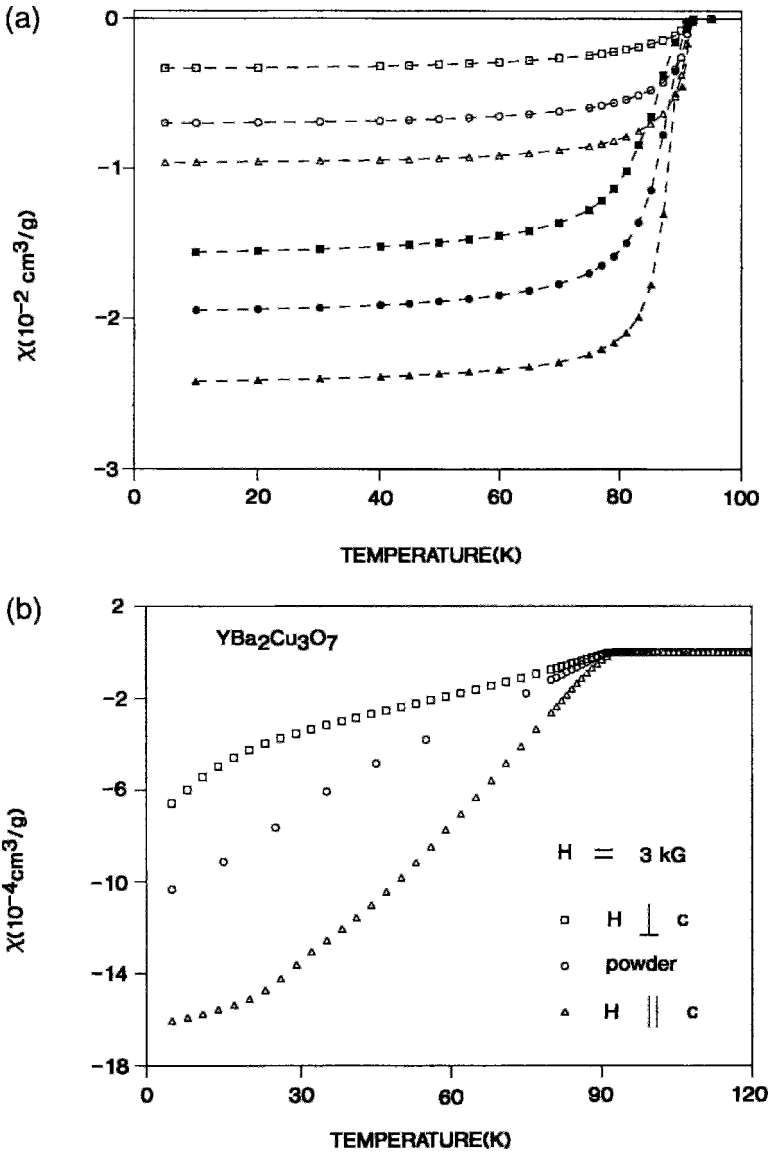 (a)
0
−1
−2
−3
χ(10⁻² cm³/g)
0 20 40 60 80 100
TEMPERATURE(K)
(b)
2
−2
−6
−10
−14
−18
χ(10⁻⁴cm³/g)
YBa₂Cu₃O₇
H = 3 kG
H ⊥ c
powder
H || c
0 30 60 90 120
TEMPERATURE(K)